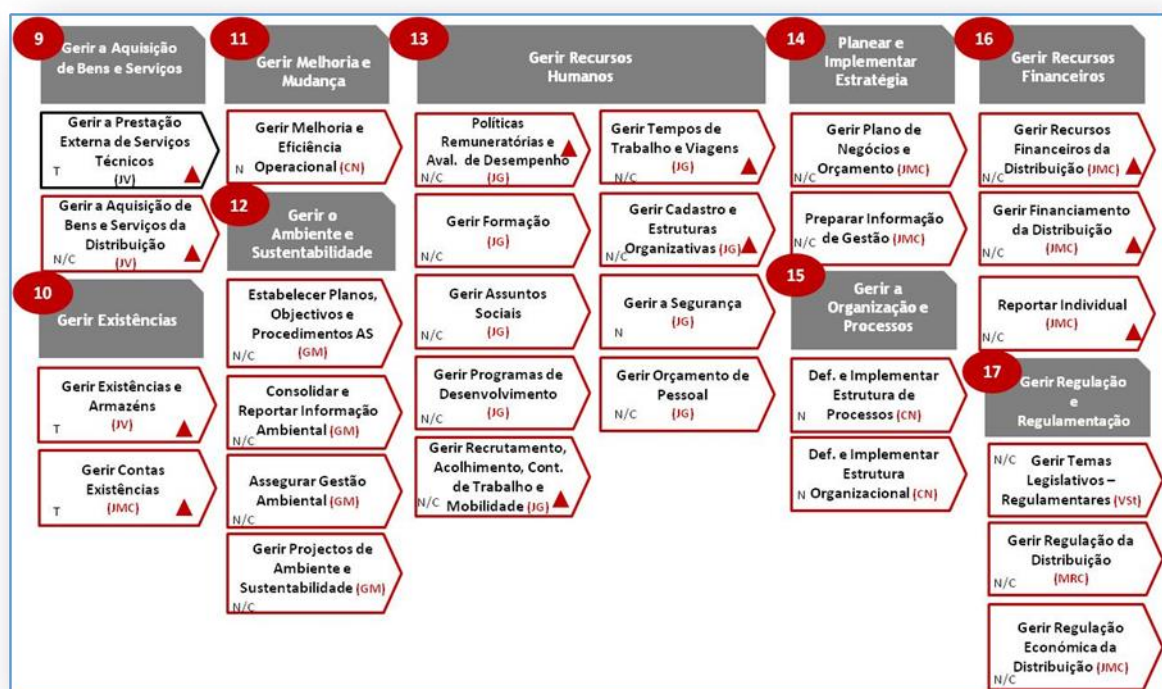 9
Gerir a Aquisição
de Bens e Serviços
Gerir a Prestação
Externa de Serviços
Técnicos
T
(JV)
Gerir a Aquisição de
Bens e Serviços da
Distribuição
N/C
(JV)
10
Gerir Existências
Gerir Existências e
Armazéns
T
(JV)
Gerir Contas
Existências
(JMC)
T
11
Gerir Melhoria e
Mudança
Gerir Melhoria e
Eficiência
N Operacional (CN)
12
Gerir o
Ambiente e
Sustentabilidade
Estabelecer Planos,
Objectivos e
Procedimentos AS
N/C
(GM)
Consolidar e
Reportar Informação
Ambiental (GM)
N/C
Assegurar Gestão
Ambiental (GM)
N/C
Gerir Projectos de
Ambiente e
Sustentabilidade (GM)
N/C
13
Gerir Recursos
Humanos
Políticas
Remuneratórias e
Aval. de Desempenho
N/C
(JG)
Gerir Formação
(JG)
N/C
Gerir Assuntos
Sociais
N/C
(JG)
Gerir Programas de
Desenvolvimento
N/C
(JG)
Gerir Recrutamento,
Acolhimento, Cont.
de Trabalho e
N/C
Mobilidade (JG)
Gerir Tempos de
Trabalho e Viagens
(JG)
N/C
Gerir Cadastro e
Estruturas
Organizativas (JG)
N/C
Gerir a Segurança
(JG)
N
Gerir Orçamento de
Pessoal
N/C
(JG)
14
Planear e
Implementar
Estratégia
Gerir Plano de
Negócios e
Orçamento (JMC)
N/C
Preparar Informação
N/C de Gestão (JMC)
15
Gerir a
Organização e
Processos
Def. e Implementar
Estrutura de
N Processos (CN)
Def. e Implementar
Estrutura
N Organizacional (CN)
16
Gerir Recursos
Financeiros
Gerir Recursos
Financeiros da
Distribuição (JMC)
N/C
Gerir Financiamento
da Distribuição
(JMC)
N/C
Reportar Individual
(JMC)
N/C
17
Gerir Regulação
e
Regulamentação
N/C Gerir Temas
Legislativos –
Regulamentares (VSt)
Gerir Regulação da
Distribuição
(MRC)
N/C
Gerir Regulação
Económica da
Distribuição (JMC)
N/C